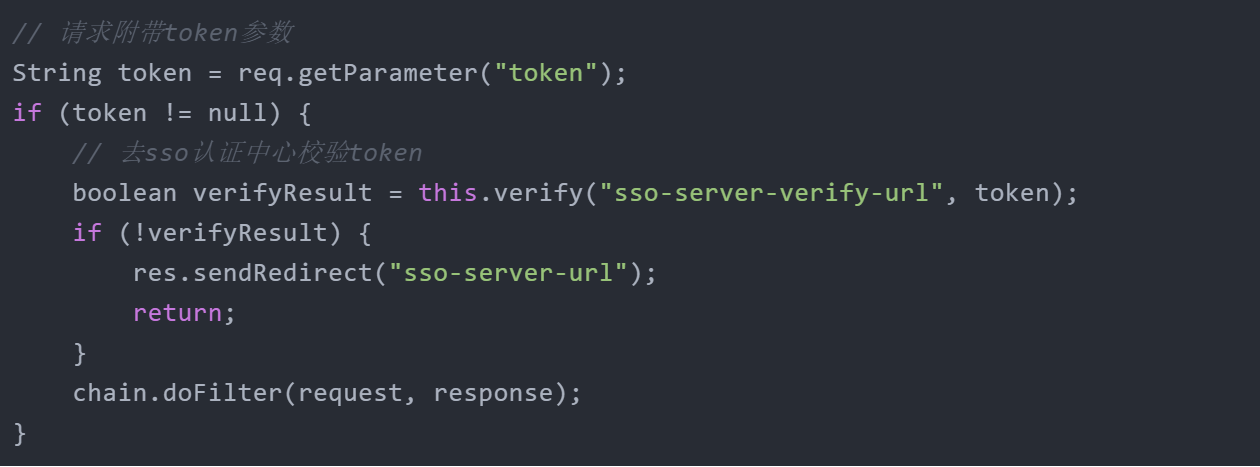 // 请求附带token参数
String token = req.getParameter("token");
if (token != null) {
    // 去sso认证中心校验token
    boolean verifyResult = this.verify("sso-server-verify-url", token);
    if (!verifyResult) {
        res.sendRedirect("sso-server-url");
        return;
    }
    chain.doFilter(request, response);
}